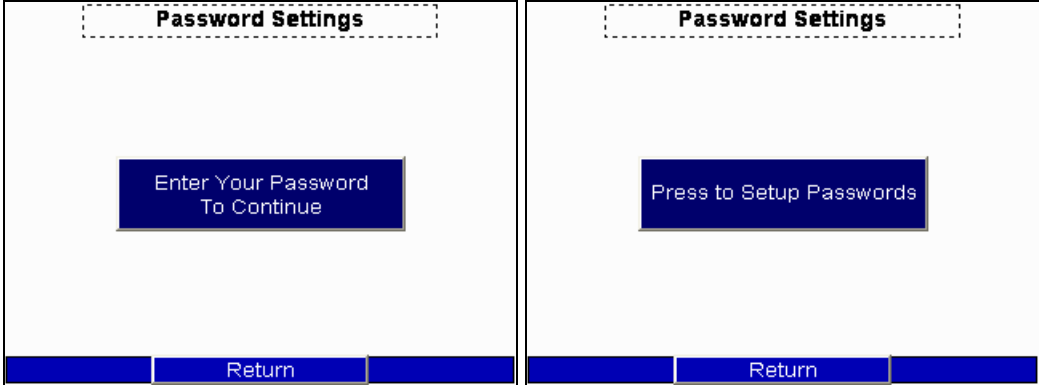 Password Settings
Enter Your Password
To Continue
Return
Password Settings
Press to Setup Passwords
Return